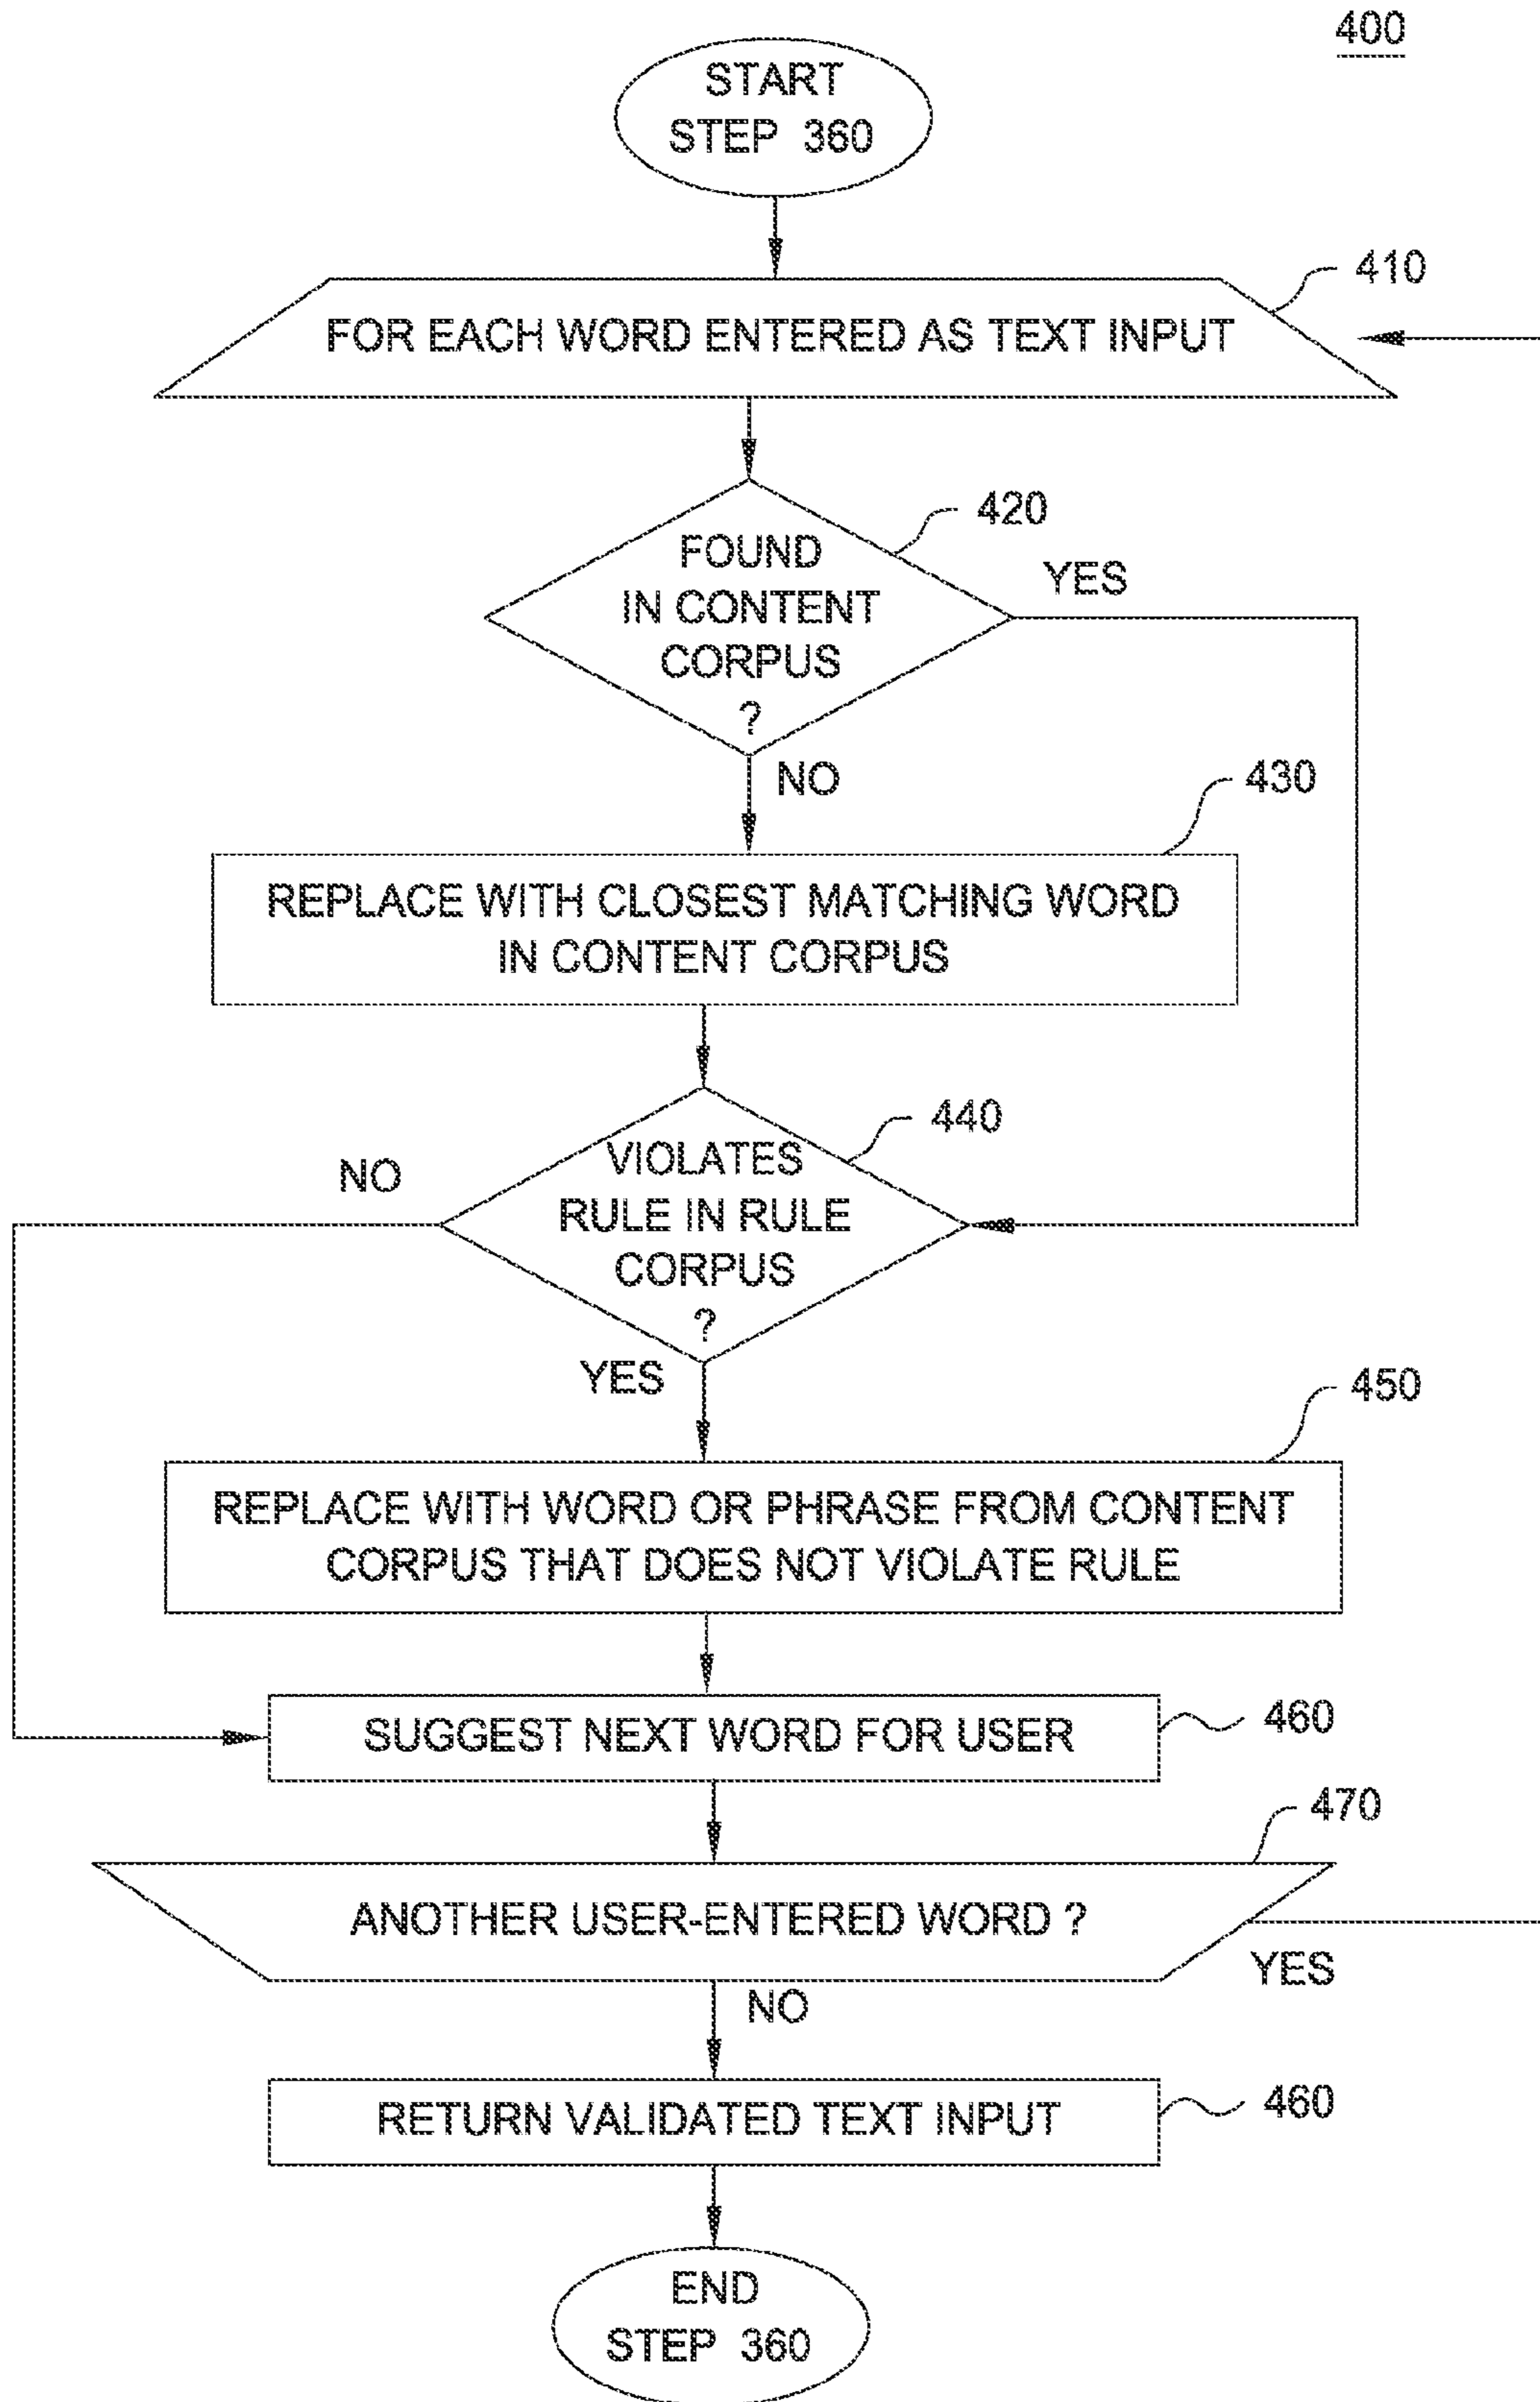 400
START
STEP 360
410
FOR EACH WORD ENTERED AS TEXT INPUT
420
FOUND
IN CONTENT
CORPUS
?
YES
NO
430
REPLACE WITH CLOSEST MATCHING WORD
IN CONTENT CORPUS
440
VIOLATES
RULE IN RULE
CORPUS
?
NO
YES
450
REPLACE WITH WORD OR PHRASE FROM CONTENT
CORPUS THAT DOES NOT VIOLATE RULE
SUGGEST NEXT WORD FOR USER
460
470
ANOTHER USER-ENTERED WORD ?
YES
NO
RETURN VALIDATED TEXT INPUT
460
END
STEP 360